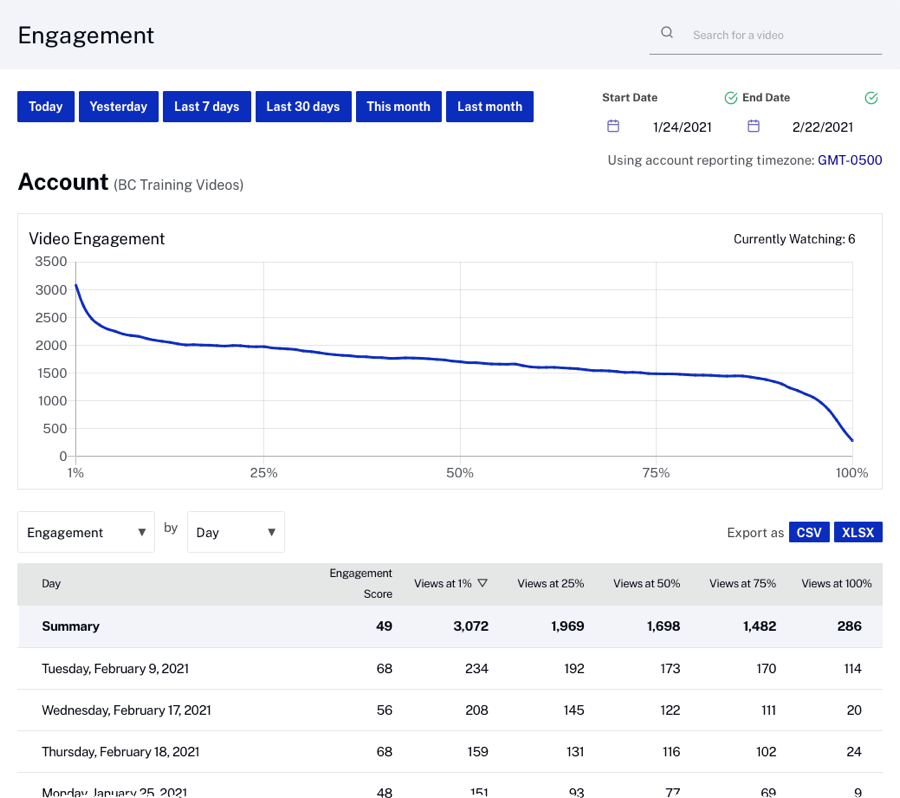 Engagement
Search for a video
Today Yesterday Last 7 days Last 30 days This month Last month
Start Date End Date
1/24/2021 2/22/2021
Using account reporting timezone: GMT-0500
Account (BC Training Videos)
Video Engagement Currently Watching: 6
3500
3000
2500
2000
1500
1000
500
0
1% 25% 50% 75% 100%
Engagement by Day Export as CSV XLSX
Day Engagement Score Views at 1% Views at 25% Views at 50% Views at 75% Views at 100%
Summary 49 3,072 1,969 1,698 1,482 286
Tuesday, February 9, 2021 68 234 192 173 170 114
Wednesday, February 17, 2021 56 208 145 122 111 20
Thursday, February 18, 2021 68 159 131 116 102 24
Monday, January 25, 2021 48 151 93 77 69 9